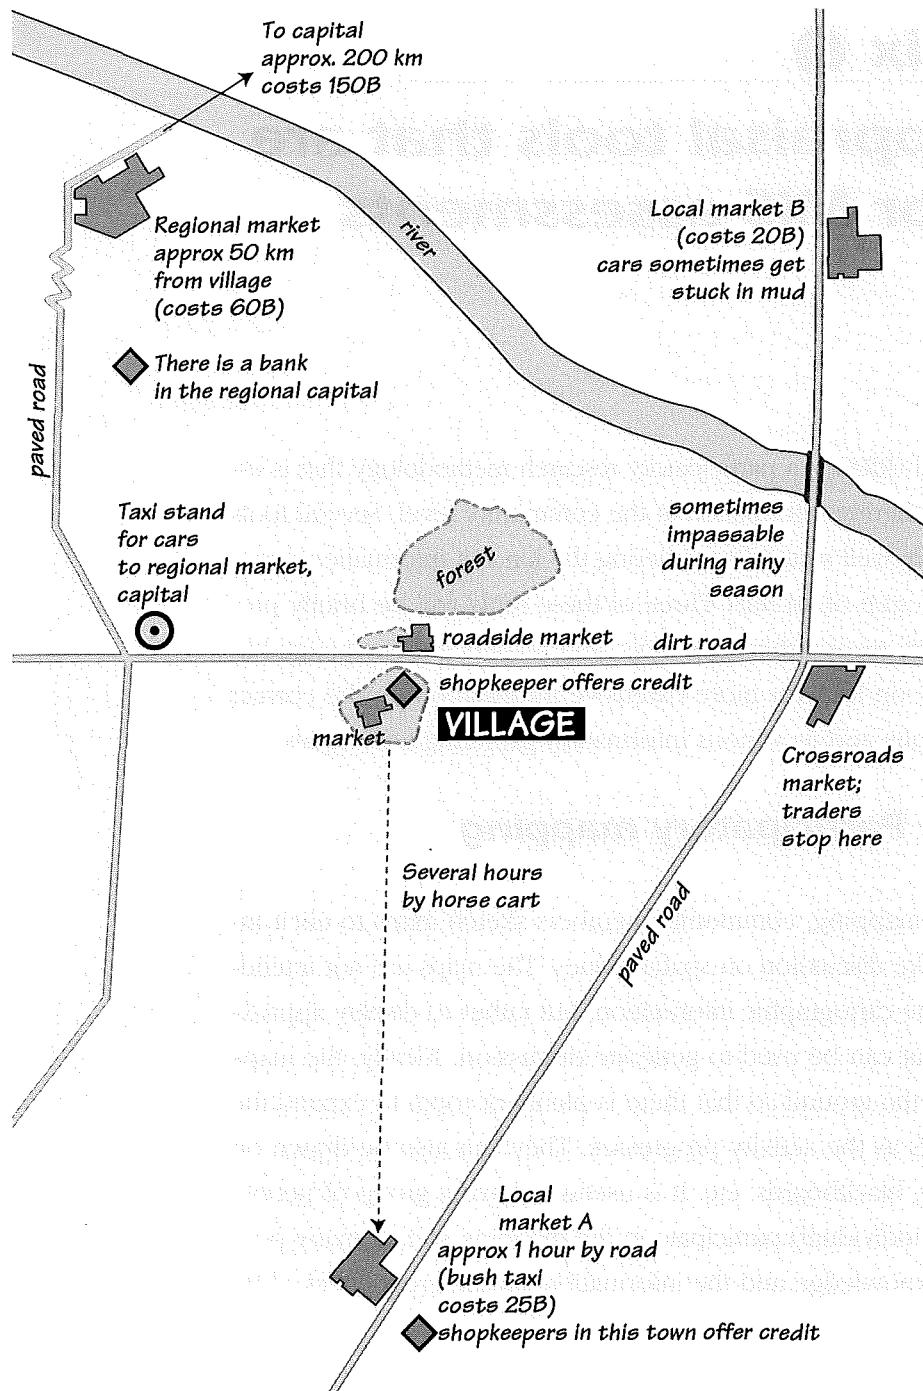 To capital
approx. 200 km
costs 150B
Regional market
approx 50 km
from village
(costs 60B)
river
Local market B
(costs 20B)
cars sometimes get
stuck in mud
There is a bank
in the regional capital
paved road
Taxi stand
for cars
to regional market,
capital
forest
sometimes
impassable
during rainy
season
roadside market
dirt road
shopkeeper offers credit
VILLAGE
market
Crossroads
market;
traders
stop here
Several hours
by horse cart
paved road
Local
market A
approx 1 hour by road
(bush taxi
costs 25B)
shopkeepers in this town offer credit